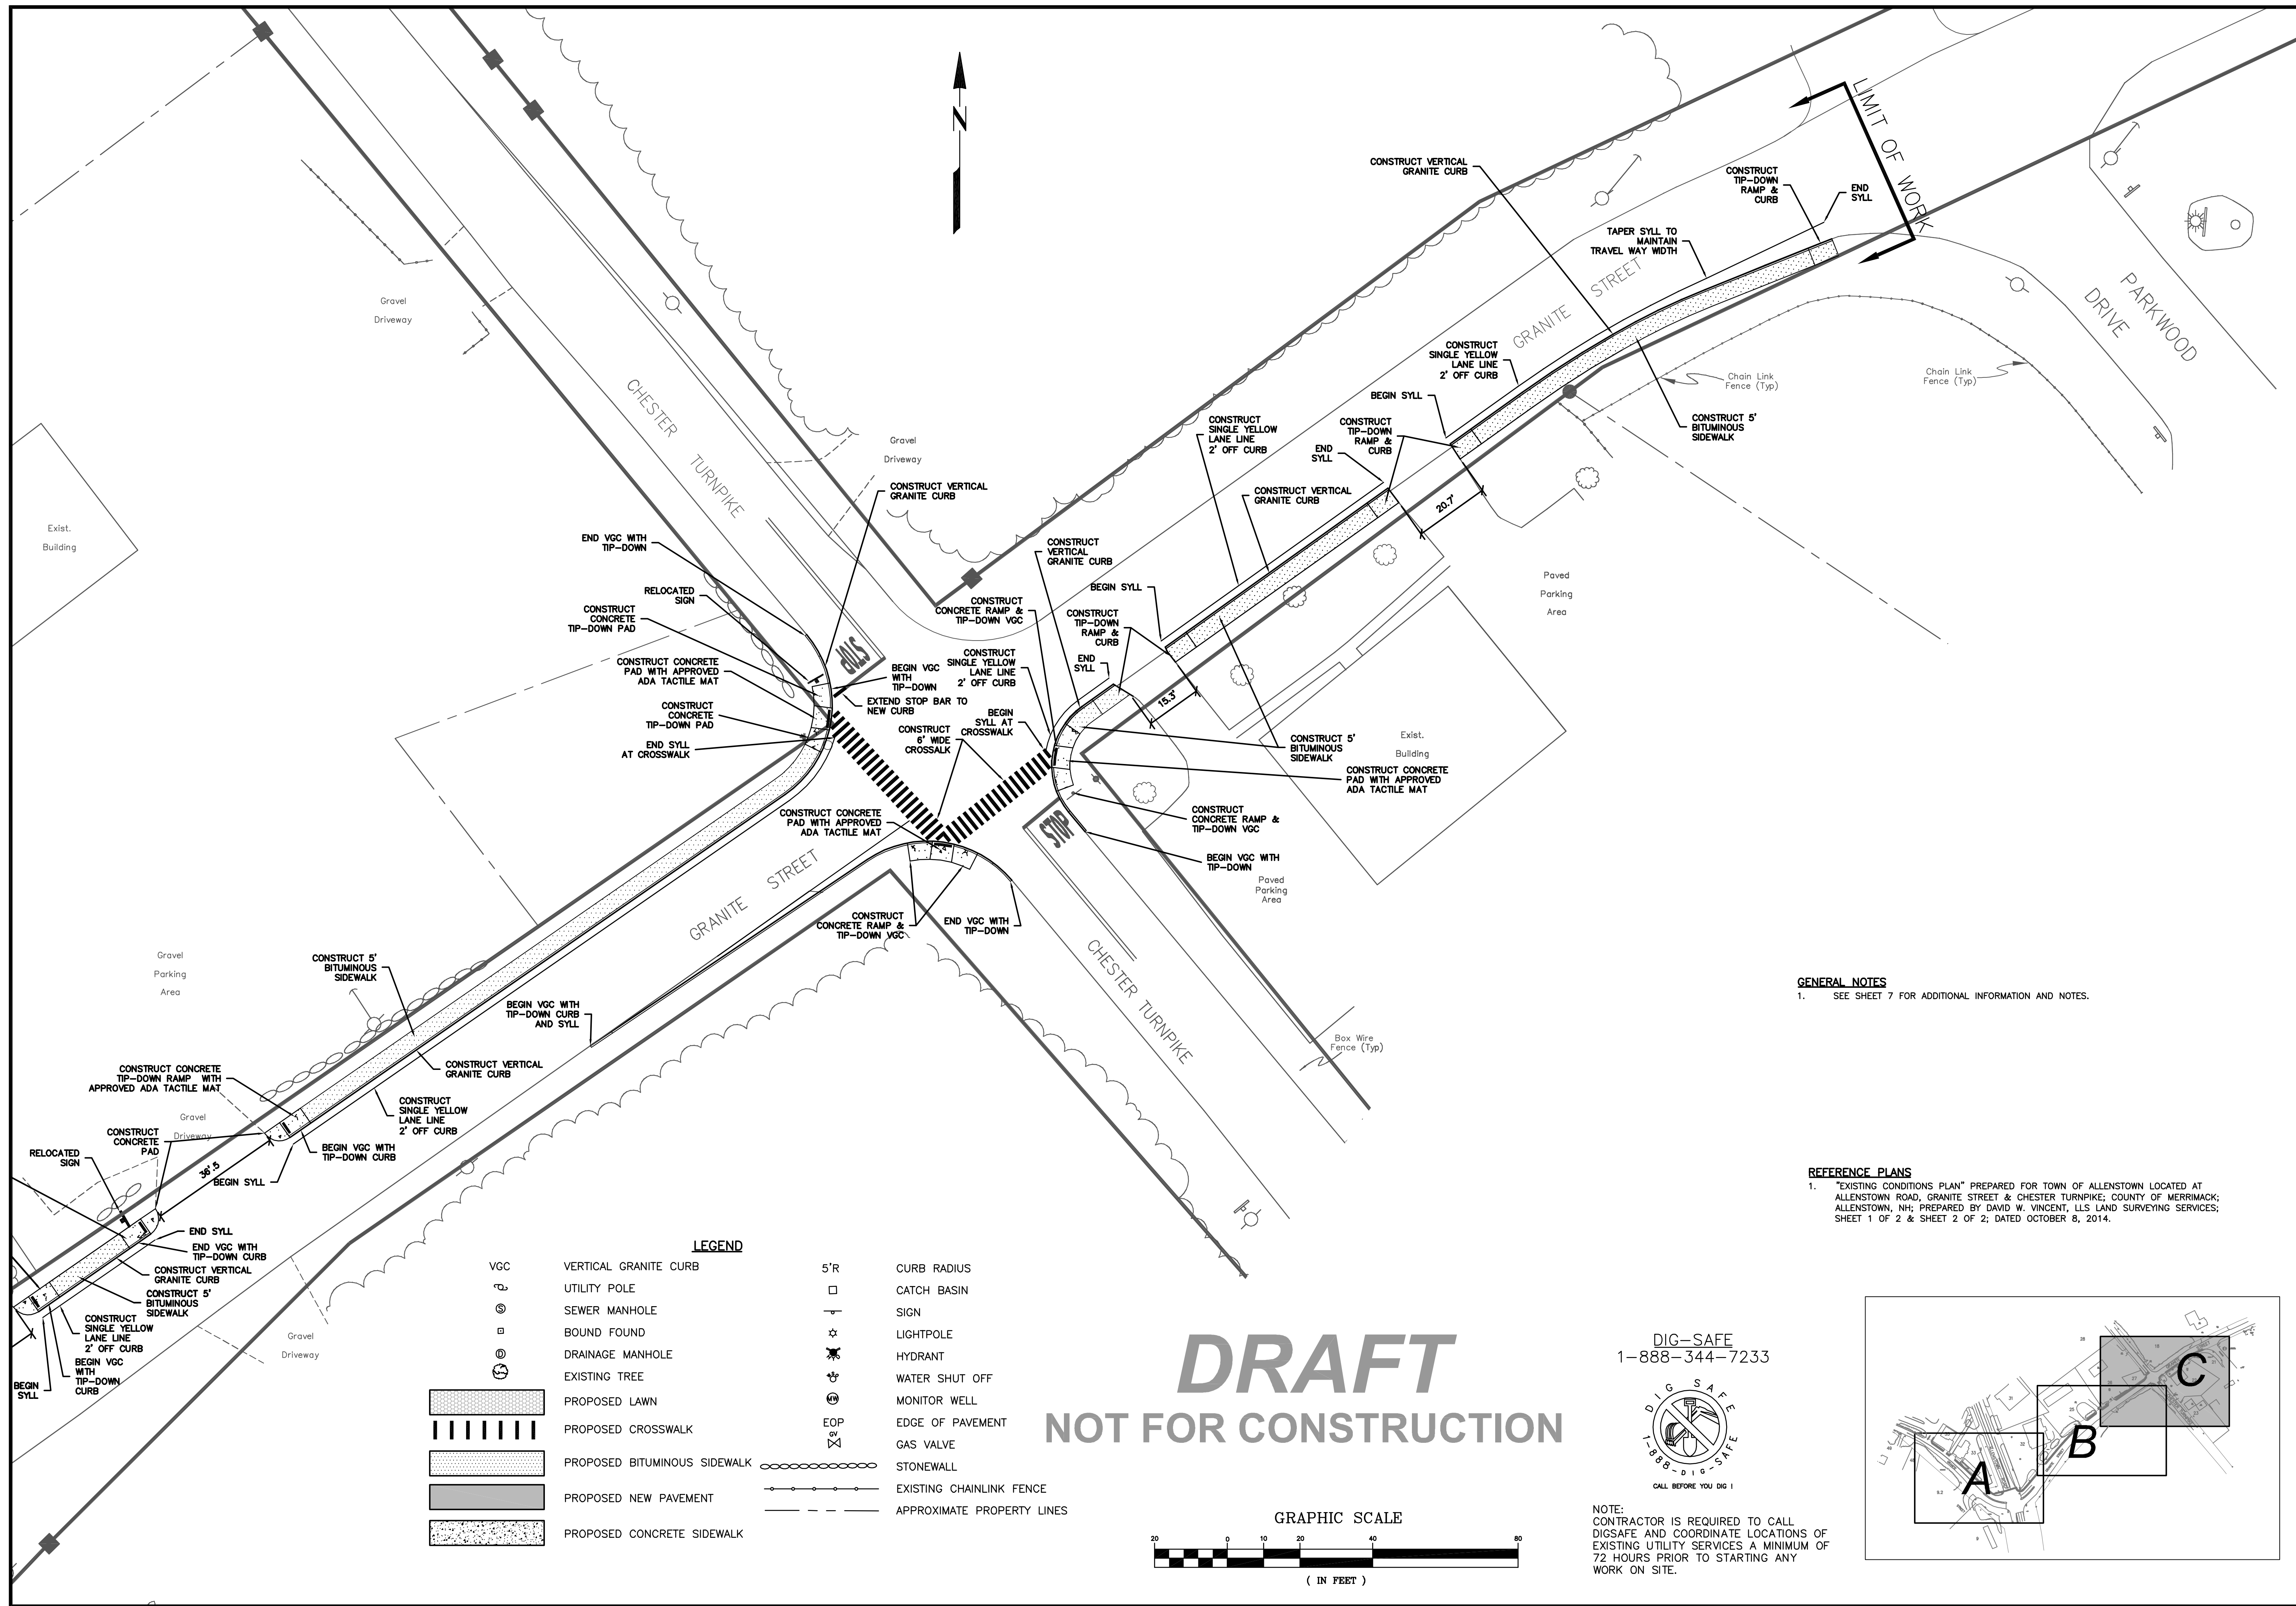 N
LIMIT OF WORK
CONSTRUCT VERTICAL
GRANITE CURB
CONSTRUCT
TIP-DOWN
RAMP &
CURB
END
SYLL
TAPER SYLL TO
MAINTAIN
TRAVEL WAY WIDTH
GRANITE STREET
PARKWOOD
DRIVE
Gravel
Driveway
CONSTRUCT
SINGLE YELLOW
LANE LINE
2' OFF CURB
BEGIN SYLL
Chain Link
Fence (Typ)
Chain Link
Fence (Typ)
CHESTER
TURNPIKE
CONSTRUCT
SINGLE YELLOW
LANE LINE
2' OFF CURB
CONSTRUCT
TIP-DOWN
RAMP &
CURB
CONSTRUCT 5'
BITUMINOUS
SIDEWALK
END
SYLL
Gravel
Driveway
CONSTRUCT VERTICAL
GRANITE CURB
CONSTRUCT VERTICAL
GRANITE CURB
20.7'
Exist.
Building
END VGC WITH
TIP-DOWN
CONSTRUCT
VERTICAL
GRANITE CURB
BEGIN SYLL
RELOCATED
SIGN
CONSTRUCT
CONCRETE
TIP-DOWN PAD
CONSTRUCT
CONCRETE RAMP &
TIP-DOWN VGC
CONSTRUCT
TIP-DOWN
RAMP &
CURB
Paved
Parking
Area
STOP
CONSTRUCT CONCRETE
PAD WITH APPROVED
ADA TACTILE MAT
BEGIN VGC
WITH
TIP-DOWN
CONSTRUCT
SINGLE YELLOW
LANE LINE
2' OFF CURB
END
SYLL
15.3'
EXTEND STOP BAR TO
NEW CURB
CONSTRUCT
CONCRETE
TIP-DOWN PAD
BEGIN
SYLL AT
CROSSWALK
CONSTRUCT
6' WIDE
CROSSALK
END SYLL
AT CROSSWALK
CONSTRUCT 5'
BITUMINOUS
SIDEWALK
Exist.
Building
CONSTRUCT CONCRETE
PAD WITH APPROVED
ADA TACTILE MAT
CONSTRUCT CONCRETE
PAD WITH APPROVED
ADA TACTILE MAT
STOP
CONSTRUCT
CONCRETE RAMP &
TIP-DOWN VGC
BEGIN VGC WITH
TIP-DOWN
Paved
Parking
Area
GRANITE STREET
CONSTRUCT
CONCRETE RAMP &
TIP-DOWN VGC
END VGC WITH
TIP-DOWN
CHESTER TURNPIKE
Gravel
Parking
Area
CONSTRUCT 5'
BITUMINOUS
SIDEWALK
BEGIN VGC WITH
TIP-DOWN CURB
AND SYLL
Box Wire
Fence (Typ)
CONSTRUCT VERTICAL
GRANITE CURB
CONSTRUCT CONCRETE
TIP-DOWN RAMP WITH
APPROVED ADA TACTILE MAT
CONSTRUCT
SINGLE YELLOW
LANE LINE
2' OFF CURB
Gravel
Driveway
CONSTRUCT
CONCRETE
PAD
BEGIN VGC WITH
TIP-DOWN CURB
RELOCATED
SIGN
36'.5
BEGIN SYLL
END SYLL
END VGC WITH
TIP-DOWN CURB
CONSTRUCT VERTICAL
GRANITE CURB
CONSTRUCT 5'
BITUMINOUS
SIDEWALK
CONSTRUCT
SINGLE YELLOW
LANE LINE
2' OFF CURB
BEGIN VGC
WITH
TIP-DOWN
CURB
BEGIN
SYLL
Gravel
Driveway
GENERAL NOTES
1. SEE SHEET 7 FOR ADDITIONAL INFORMATION AND NOTES.
REFERENCE PLANS
1. "EXISTING CONDITIONS PLAN" PREPARED FOR TOWN OF ALLENSTOWN LOCATED AT
ALLENSTOWN ROAD, GRANITE STREET & CHESTER TURNPIKE; COUNTY OF MERRIMACK;
ALLENSTOWN, NH; PREPARED BY DAVID W. VINCENT, LLS LAND SURVEYING SERVICES;
SHEET 1 OF 2 & SHEET 2 OF 2; DATED OCTOBER 8, 2014.
LEGEND
VGC VERTICAL GRANITE CURB
UTILITY POLE
S SEWER MANHOLE
BOUND FOUND
D DRAINAGE MANHOLE
EXISTING TREE
PROPOSED LAWN
PROPOSED CROSSWALK
PROPOSED BITUMINOUS SIDEWALK
PROPOSED NEW PAVEMENT
PROPOSED CONCRETE SIDEWALK
5'R CURB RADIUS
CATCH BASIN
SIGN
LIGHTPOLE
HYDRANT
WATER SHUT OFF
MW MONITOR WELL
EOP EDGE OF PAVEMENT
GV GAS VALVE
STONEWALL
EXISTING CHAINLINK FENCE
APPROXIMATE PROPERTY LINES
DRAFT
NOT FOR CONSTRUCTION
GRAPHIC SCALE
20 0 10 20 40 80
( IN FEET )
DIG-SAFE
1-888-344-7233
DIG SAFE
1-888-DIG-SAFE
CALL BEFORE YOU DIG !
NOTE:
CONTRACTOR IS REQUIRED TO CALL
DIGSAFE AND COORDINATE LOCATIONS OF
EXISTING UTILITY SERVICES A MINIMUM OF
72 HOURS PRIOR TO STARTING ANY
WORK ON SITE.
A
B
C